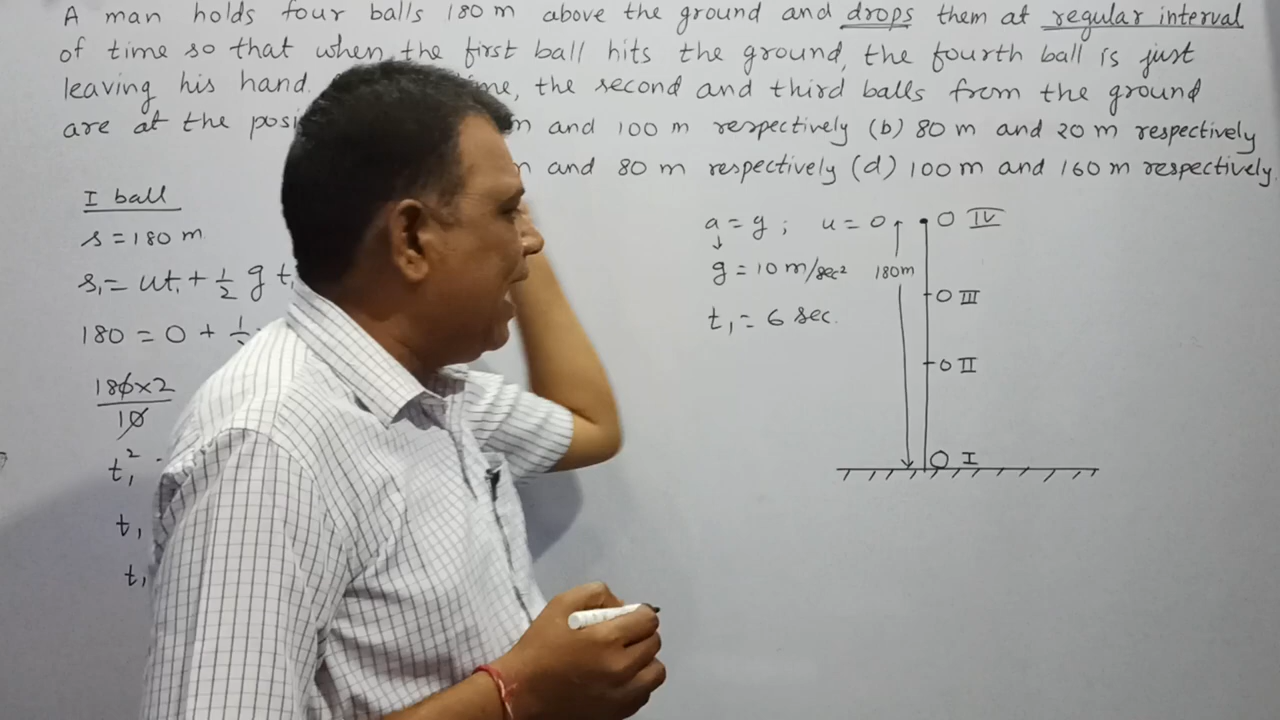 A man holds four balls 180 m above the ground and drops them at regular interval
of time so that when the first ball hits the ground, the fourth ball is just
leaving his hand. the second and third balls from the ground
are at the and 100 m respectively (b) 80 m and 20 m respectively
and 80 m respectively (d) 100 m and 160 m respectively.
I ball
s = 180 m
s₁ = ut₁ + 1/2 g t
180 = 0 + 1
180×2
10
t₁²
t₁
t₁
a = g ; u = 0
g = 10 m/sec²
t₁ = 6 sec.
180m
O IV
O III
O II
O I